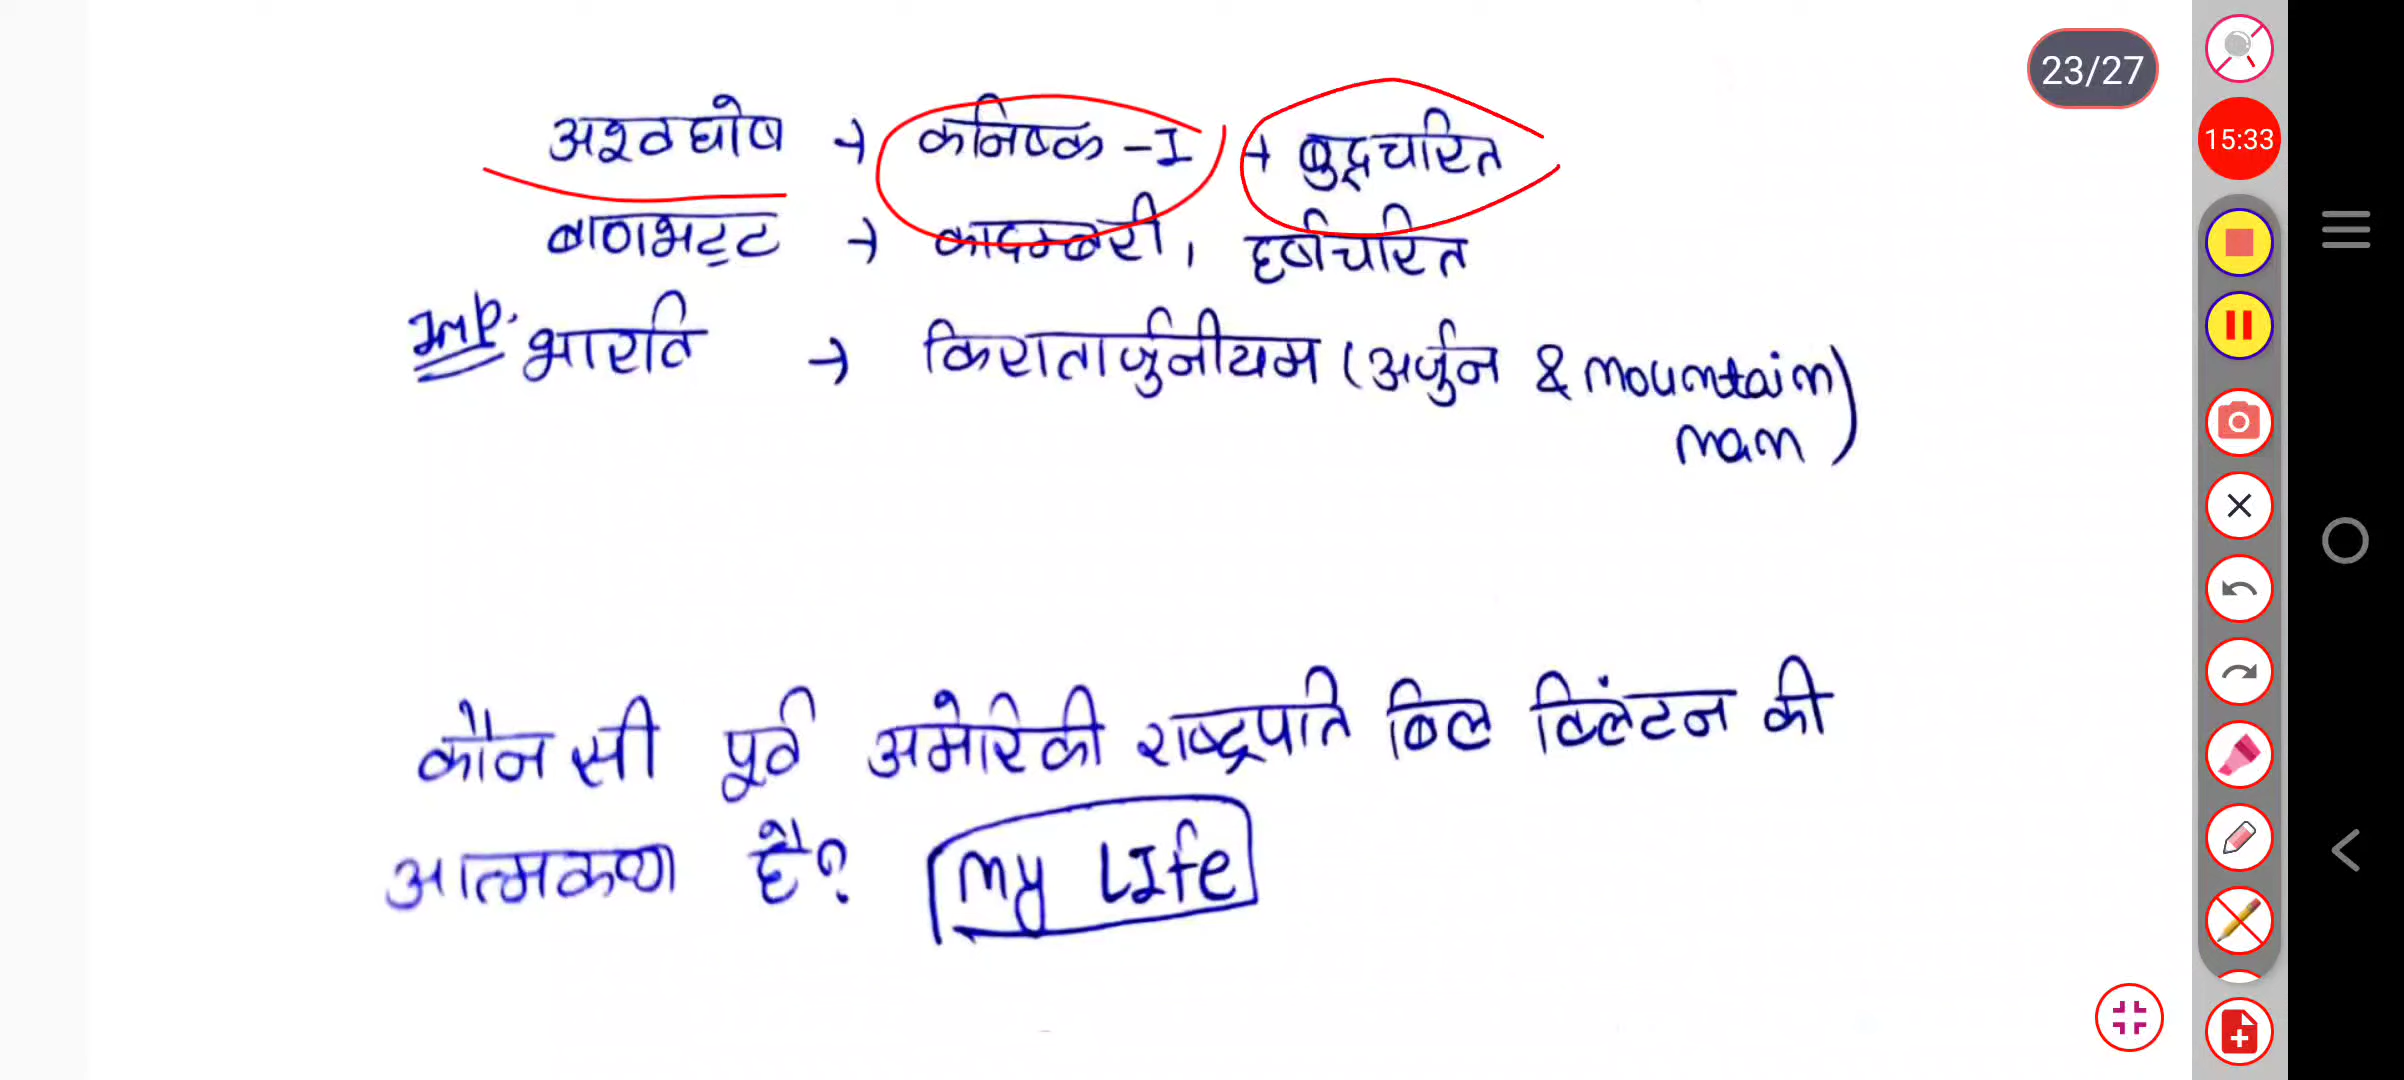 23/27
15:33
अश्वघोष → कनिष्क -I → बुद्धचरित
बाणभट्ट → कादम्बरी, हर्षचरित
Imp. भारवि → किरातार्जुनीयम (अर्जुन & mountain
man)
कौन सी पूर्व अमेरिकी राष्ट्रपति बिल क्लिंटन की
आत्मकथा है? My LIfe